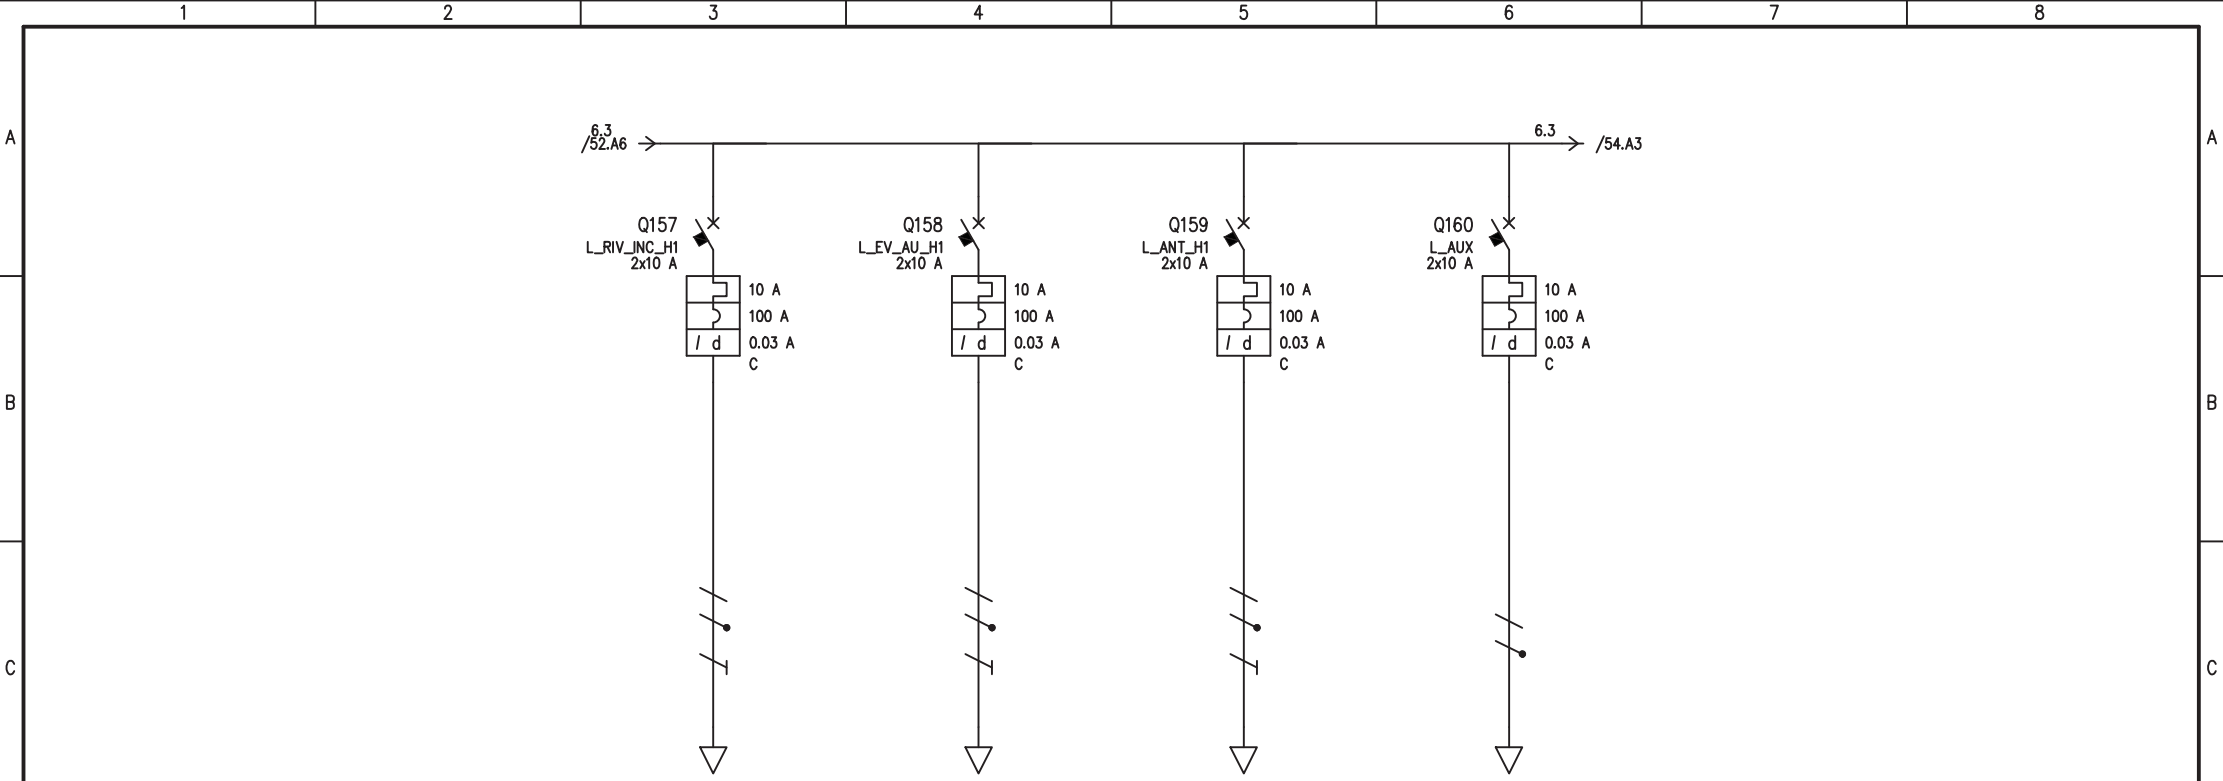 1 2 3 4 5 6 7 8
A A
6.3 6.3
/52.A6 /54.A3
Q157 Q158 Q159 Q160
L_RIV_INC_H1 L_EV_AU_H1 L_ANT_H1 L_AUX
2x10 A 2x10 A 2x10 A 2x10 A
10 A 10 A 10 A 10 A
100 A 100 A 100 A 100 A
I d 0.03 A I d 0.03 A I d 0.03 A I d 0.03 A
C C C C
B B
C C